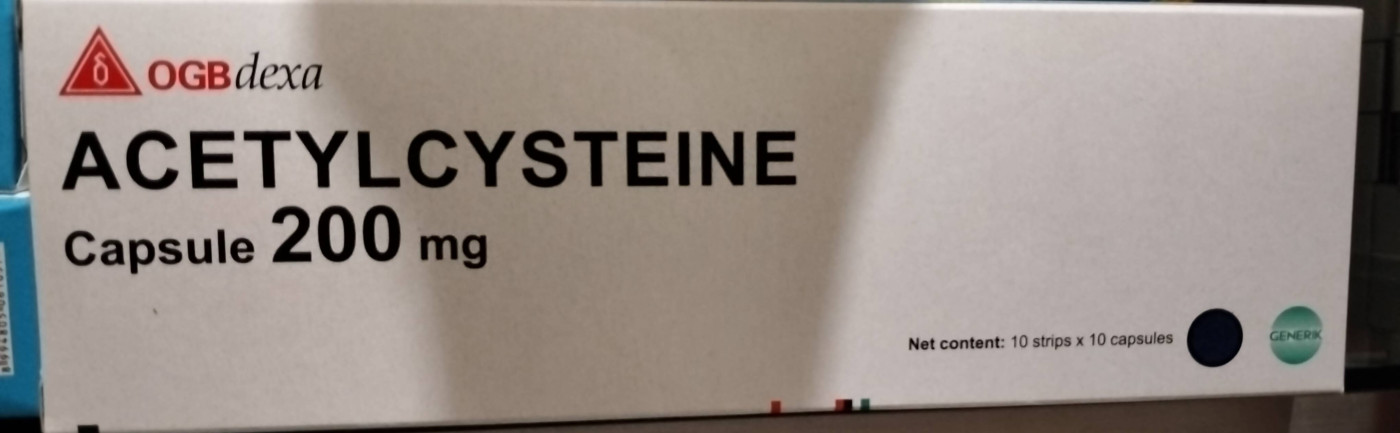 OGBdexa
ACETYLCYSTEINE
Capsule 200 mg
Net content: 10 strips x 10 capsules
GENERIK